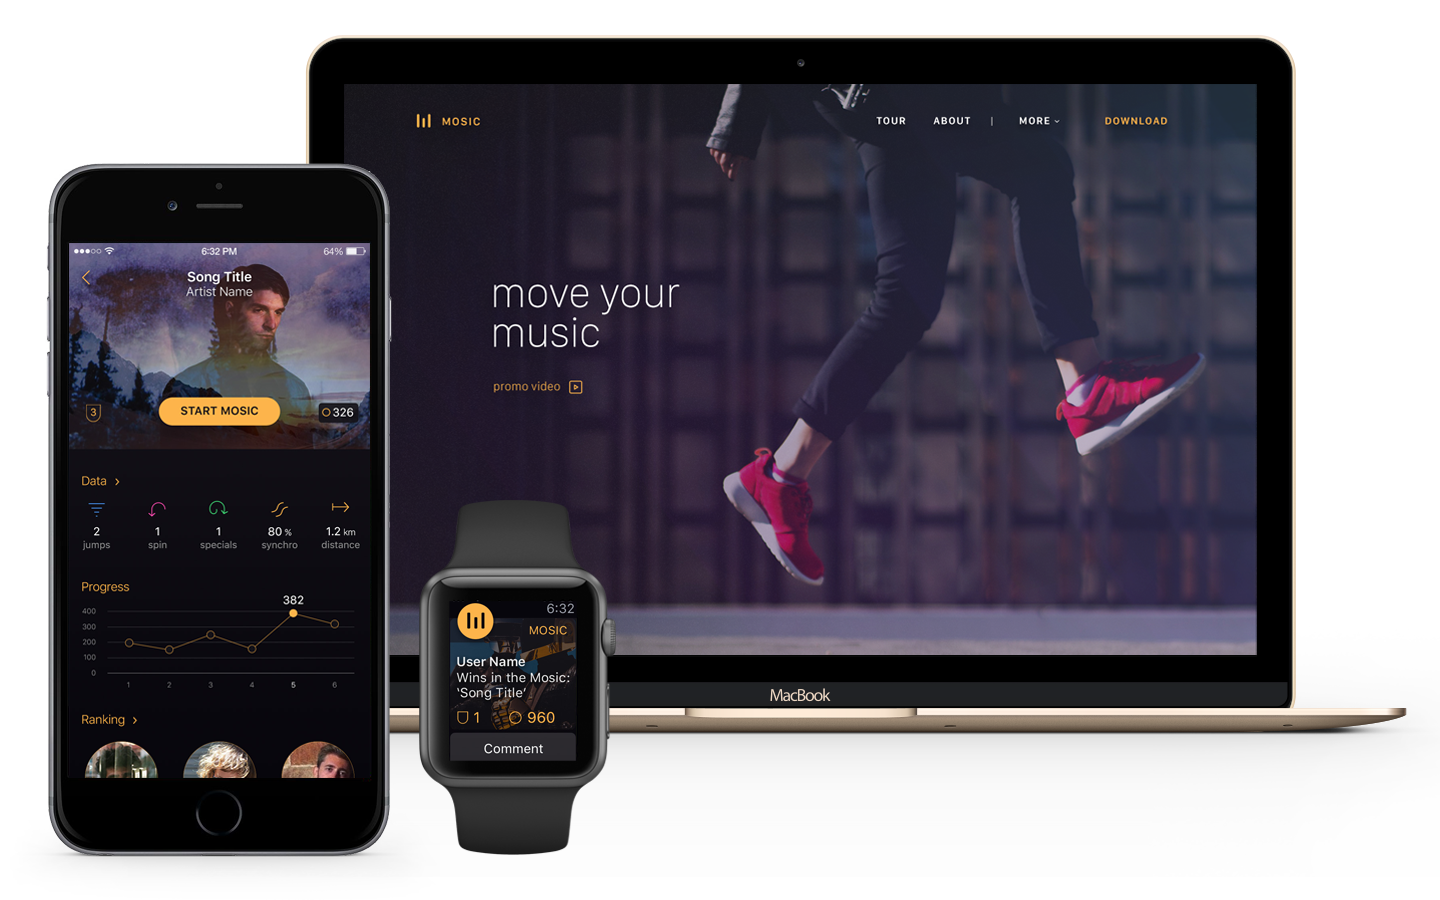 MOSIC
TOUR ABOUT | MORE DOWNLOAD
move your
music
promo video
MacBook
6:32 PM
64%
Song Title
Artist Name
3
START MOSIC
326
Data
2 1 1 80 % 1.2 km
jumps spin specials synchro distance
Progress
382
400
300
200
100
0
1 2 3 4 5 6
Ranking
6:32
MOSIC
User Name
Wins in the Mosic:
‘Song Title’
1 960
Comment